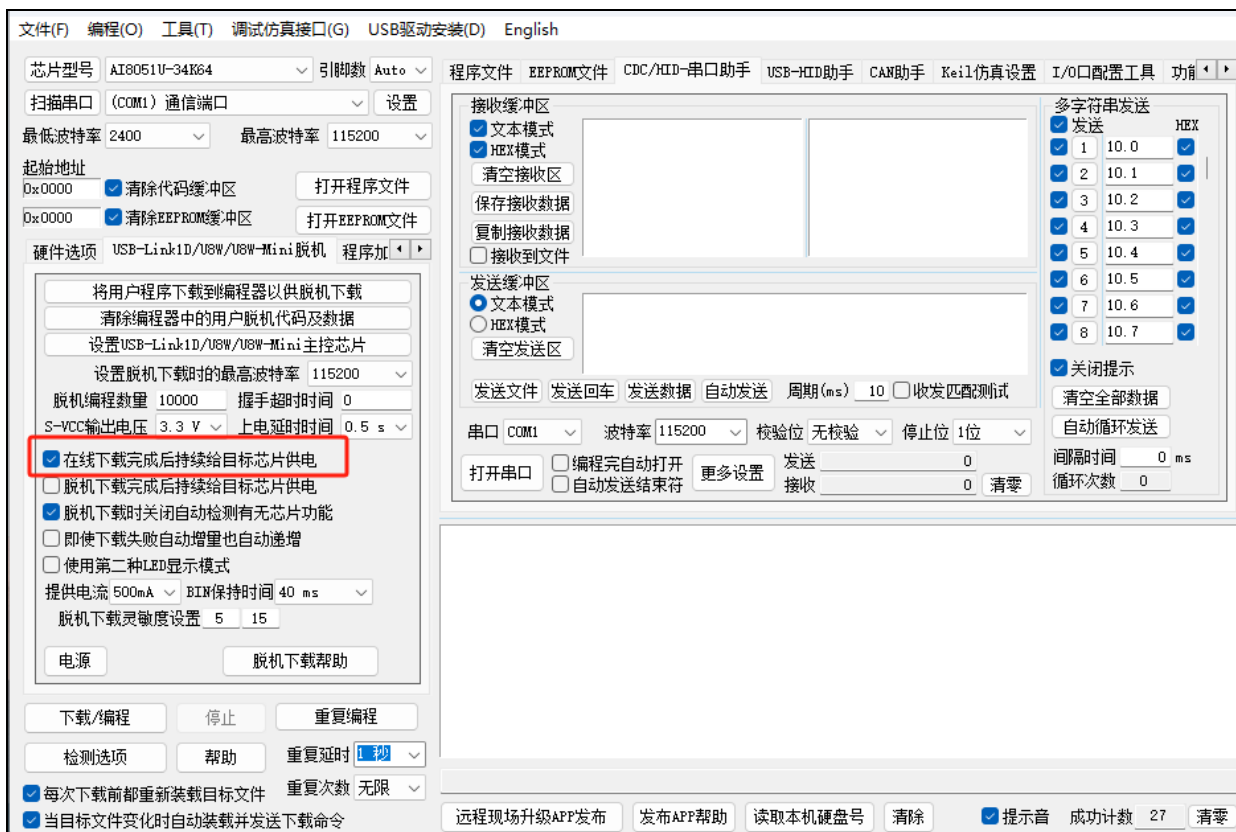 文件(F) 编程(O) 工具(T) 调试仿真接口(G) USB驱动安装(D) English
芯片型号 AI8051U-34K64 引脚数 Auto
扫描串口 (COM1) 通信端口 设置
最低波特率 2400 最高波特率 115200
起始地址
0x0000 清除代码缓冲区 打开程序文件
0x0000 清除EEPROM缓冲区 打开EEPROM文件
硬件选项 USB-Link1D/U8W/U8W-Mini脱机 程序加
将用户程序下载到编程器以供脱机下载
清除编程器中的用户脱机代码及数据
设置USB-Link1D/U8W/U8W-Mini主控芯片
设置脱机下载时的最高波特率 115200
脱机编程数量 10000 握手超时时间 0
S-VCC输出电压 3.3 V 上电延时时间 0.5 s
在线下载完成后持续给目标芯片供电
脱机下载完成后持续给目标芯片供电
脱机下载时关闭自动检测有无芯片功能
即使下载失败自动增量也自动递增
使用第二种LED显示模式
提供电流 500mA BIN保持时间 40 ms
脱机下载灵敏度设置 5 15
电源 脱机下载帮助
下载/编程 停止 重复编程
检测选项 帮助 重复延时 1 秒
每次下载前都重新装载目标文件 重复次数 无限
当目标文件变化时自动装载并发送下载命令
程序文件 EEPROM文件 CDC/HID-串口助手 USB-HID助手 CAN助手 Keil仿真设置 I/O口配置工具 功能
接收缓冲区
文本模式
HEX模式
清空接收区
保存接收数据
复制接收数据
接收到文件
发送缓冲区
文本模式
HEX模式
清空发送区
发送文件 发送回车 发送数据 自动发送 周期(ms) 10 收发匹配测试
串口 COM1 波特率 115200 校验位 无校验 停止位 1位
打开串口 编程完自动打开 更多设置 发送 0
自动发送结束符 接收 0 清零
多字符串发送
发送 HEX
1 10.0
2 10.1
3 10.2
4 10.3
5 10.4
6 10.5
7 10.6
8 10.7
关闭提示
清空全部数据
自动循环发送
间隔时间 0 ms
循环次数 0
远程现场升级APP发布 发布APP帮助 读取本机硬盘号 清除 提示音 成功计数 27 清零